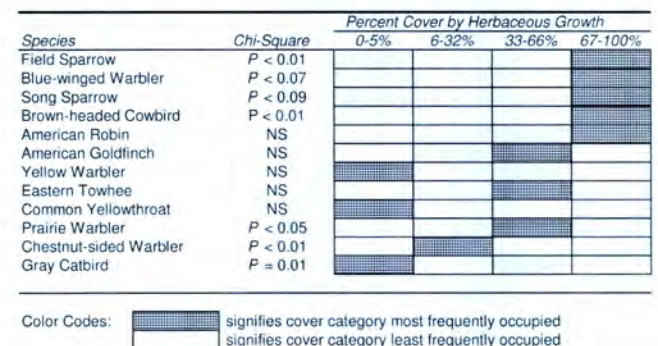 Percent Cover by Herbaceous Growth
Species Chi-Square 0-5% 6-32% 33-66% 67-100%
Field Sparrow P < 0.01
Blue-winged Warbler P < 0.07
Song Sparrow P < 0.09
Brown-headed Cowbird P < 0.01
American Robin NS
American Goldfinch NS
Yellow Warbler NS
Eastern Towhee NS
Common Yellowthroat NS
Prairie Warbler P < 0.05
Chestnut-sided Warbler P < 0.01
Gray Catbird P = 0.01
Color Codes: signifies cover category most frequently occupied
signifies cover category least frequently occupied